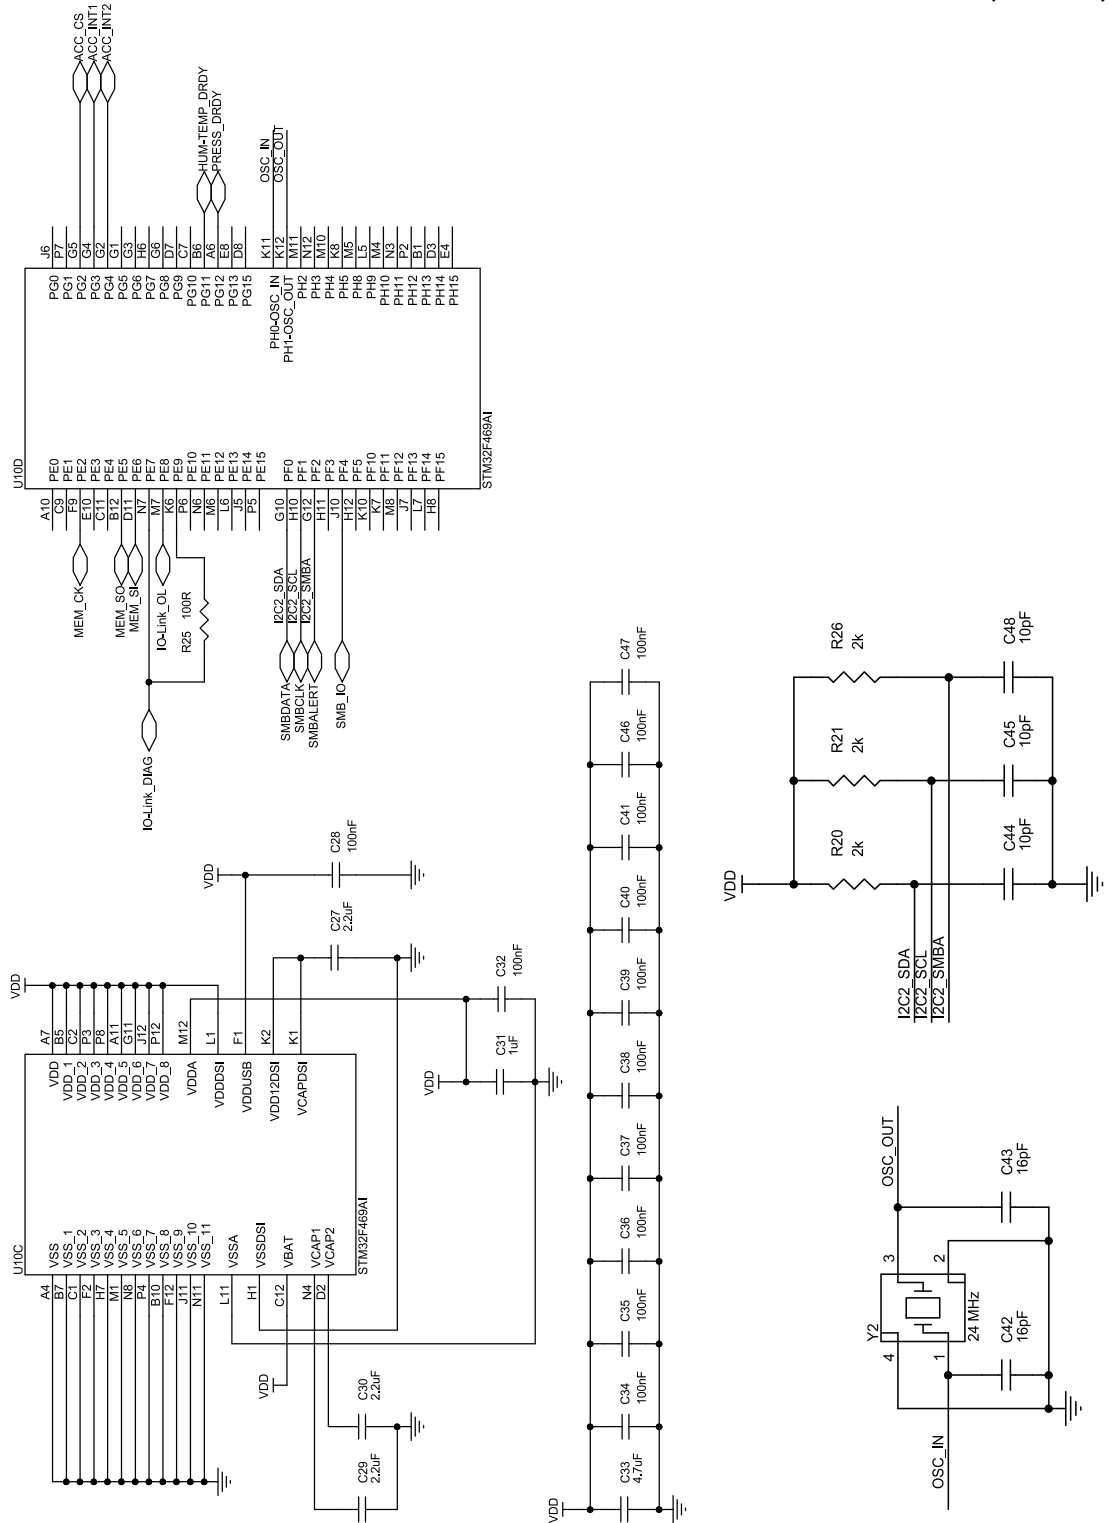 U10C
VDD
A4 VSS VDD A7
B7 VSS_1 VDD_1 B5
C1 VSS_2 VDD_2 C2
F2 VSS_3 VDD_3 P3
H7 VSS_4 VDD_4 P8
M1 VSS_5 VDD_5 A11
N8 VSS_6 VDD_6 G11
P4 VSS_7 VDD_7 J12
B10 VSS_8 VDD_8 P12
F12 VSS_9
J11 VSS_10 VDDA M12
N11 VSS_11
L11 VSSA VDDDSI L1
H1 VSSDSI VDDUSB F1
C12 VBAT VDD12DSI K2
N4 VCAP1 VCAPDSI K1
D2 VCAP2
STM32F469AI
VDD
VDD
C27
2.2uF
C28
100nF
C29
2.2uF
C30
2.2uF
VDD
C31
1uF
C32
100nF
U10D
A10 PE0 PG0 J6
C9 PE1 PG1 P7
MEM_CK F9 PE2 PG2 G5 ACC_CS
E10 PE3 PG3 G4 ACC_INT1
C11 PE4 PG4 G2 ACC_INT2
MEM_SO B12 PE5 PG5 G1
MEM_SI D11 PE6 PG6 G3
IO-Link_DIAG N7 PE7 PG7 H6
IO-Link_OL M7 PE8 PG8 G6
K6 PE9 PG9 D7
R25 100R
P6 PE10 PG10 C7
N6 PE11 PG11 B6 HUM-TEMP_DRDY
M6 PE12 PG12 A6 PRESS_DRDY
L6 PE13 PG13 E8
J5 PE14 PG15 D8
P5 PE15
SMBDATA I2C2_SDA G10 PF0 PH0-OSC_IN K11 OSC_IN
SMBCLK I2C2_SCL H10 PF1 PH1-OSC_OUT K12 OSC_OUT
SMBALERT I2C2_SMBA G12 PF2 PH2 M11
H11 PF3 PH3 N12
SMB_IO J10 PF4 PH4 M10
H12 PF5 PH5 K8
K10 PF10 PH8 M5
K7 PF11 PH9 L5
M8 PF12 PH10 M4
J7 PF13 PH11 N3
L7 PF14 PH12 P2
H8 PF15 PH13 B1
PH14 D3
PH15 E4
STM32F469AI
VDD
C33
4.7uF
C34
100nF
C35
100nF
C36
100nF
C37
100nF
C38
100nF
C39
100nF
C40
100nF
C41
100nF
C46
100nF
C47
100nF
OSC_IN
Y2
4
3
1
2
24 MHz
OSC_OUT
C42
16pF
C43
16pF
VDD
R20
2k
R21
2k
R26
2k
I2C2_SDA
I2C2_SCL
I2C2_SMBA
C44
10pF
C45
10pF
C48
10pF